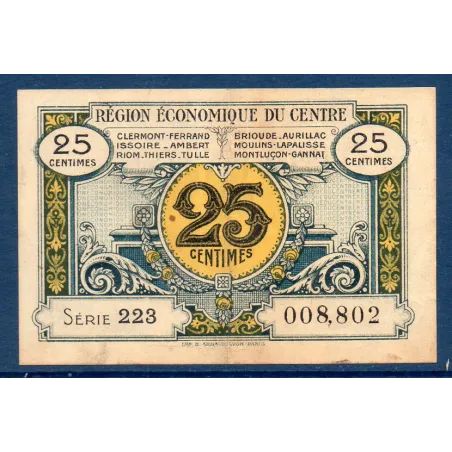 RÉGION ÉCONOMIQUE DU CENTRE
25 CENTIMES
CLERMONT-FERRAND
ISSOIRE - AMBERT
RIOM.THIERS.TULLE
BRIOUDE - AURILLAC
MOULINS-LAPALISSE
MONTLUÇON-GANNAT
25 CENTIMES
25
CENTIMES
SÉRIE 223
008,802